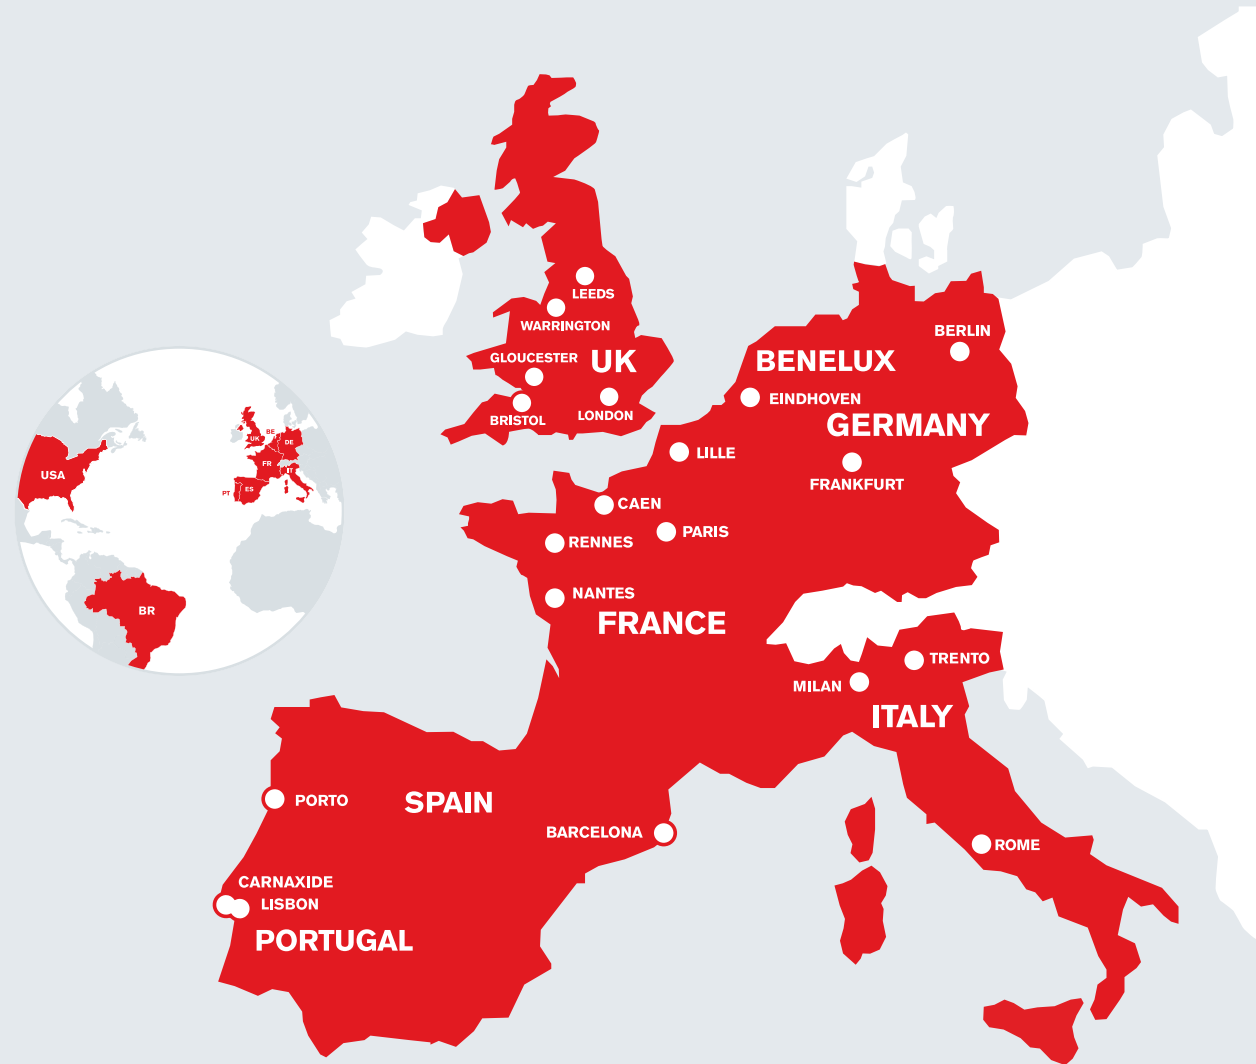 LEEDS
WARRINGTON
GLOUCESTER
UK
BRISTOL
LONDON
BERLIN
BENELUX
EINDHOVEN
GERMANY
LILLE
FRANKFURT
CAEN
PARIS
RENNES
NANTES
FRANCE
TRENTO
MILAN
ITALY
PORTO
SPAIN
BARCELONA
ROME
CARNAXIDE
LISBON
PORTUGAL
USA
BR
UK
BE
DE
FR
IT
PT
ES